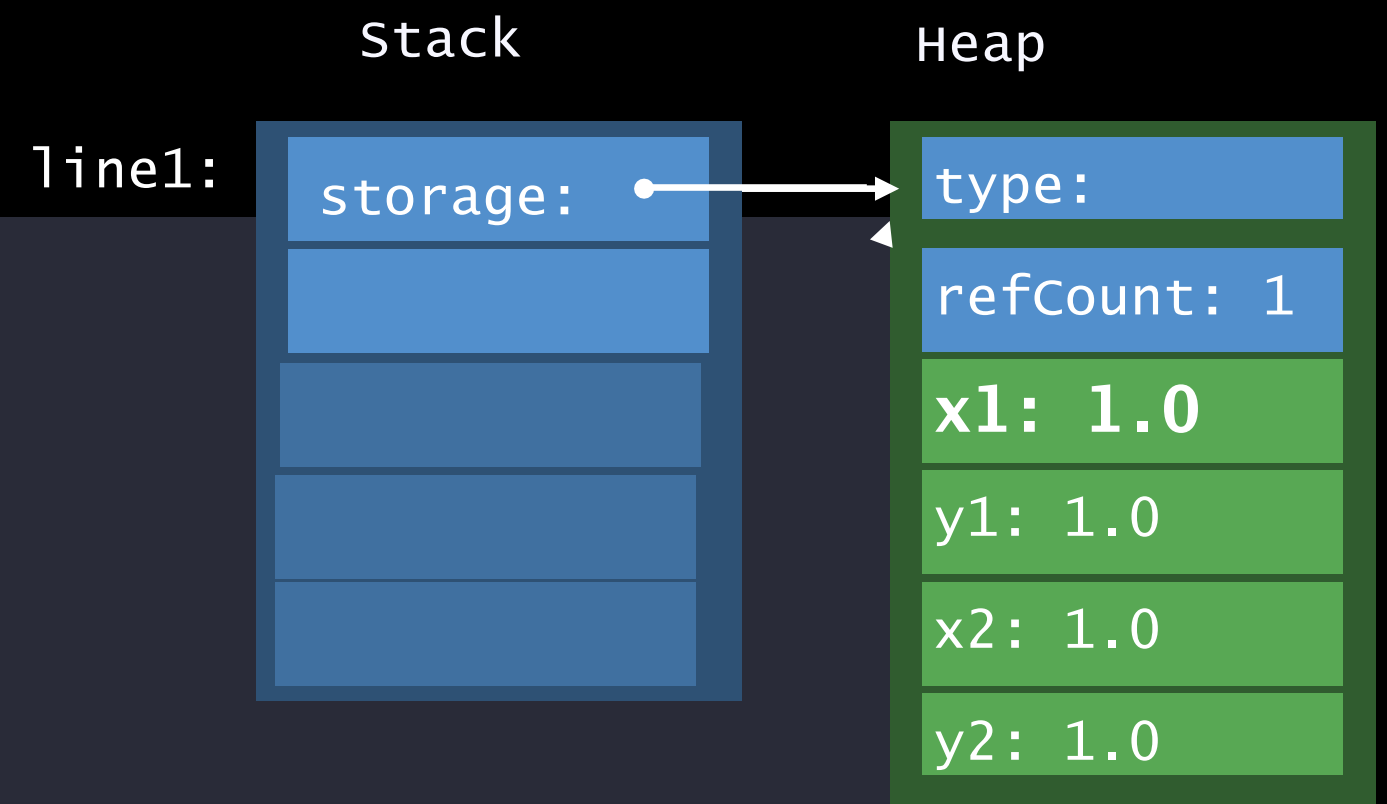 Stack
Heap
line1:
storage:
type:
refCount: 1
x1: 1.0
y1: 1.0
x2: 1.0
y2: 1.0